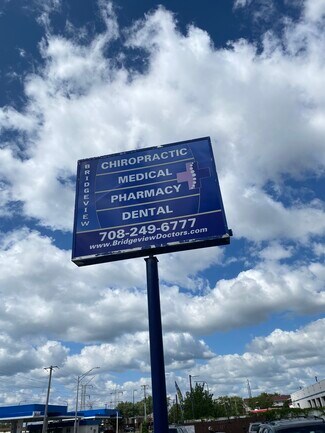 BRIDGEVIEW
CHIROPRACTIC
MEDICAL
PHARMACY
DENTAL
708-249-6777
www.BridgeviewDoctors.com